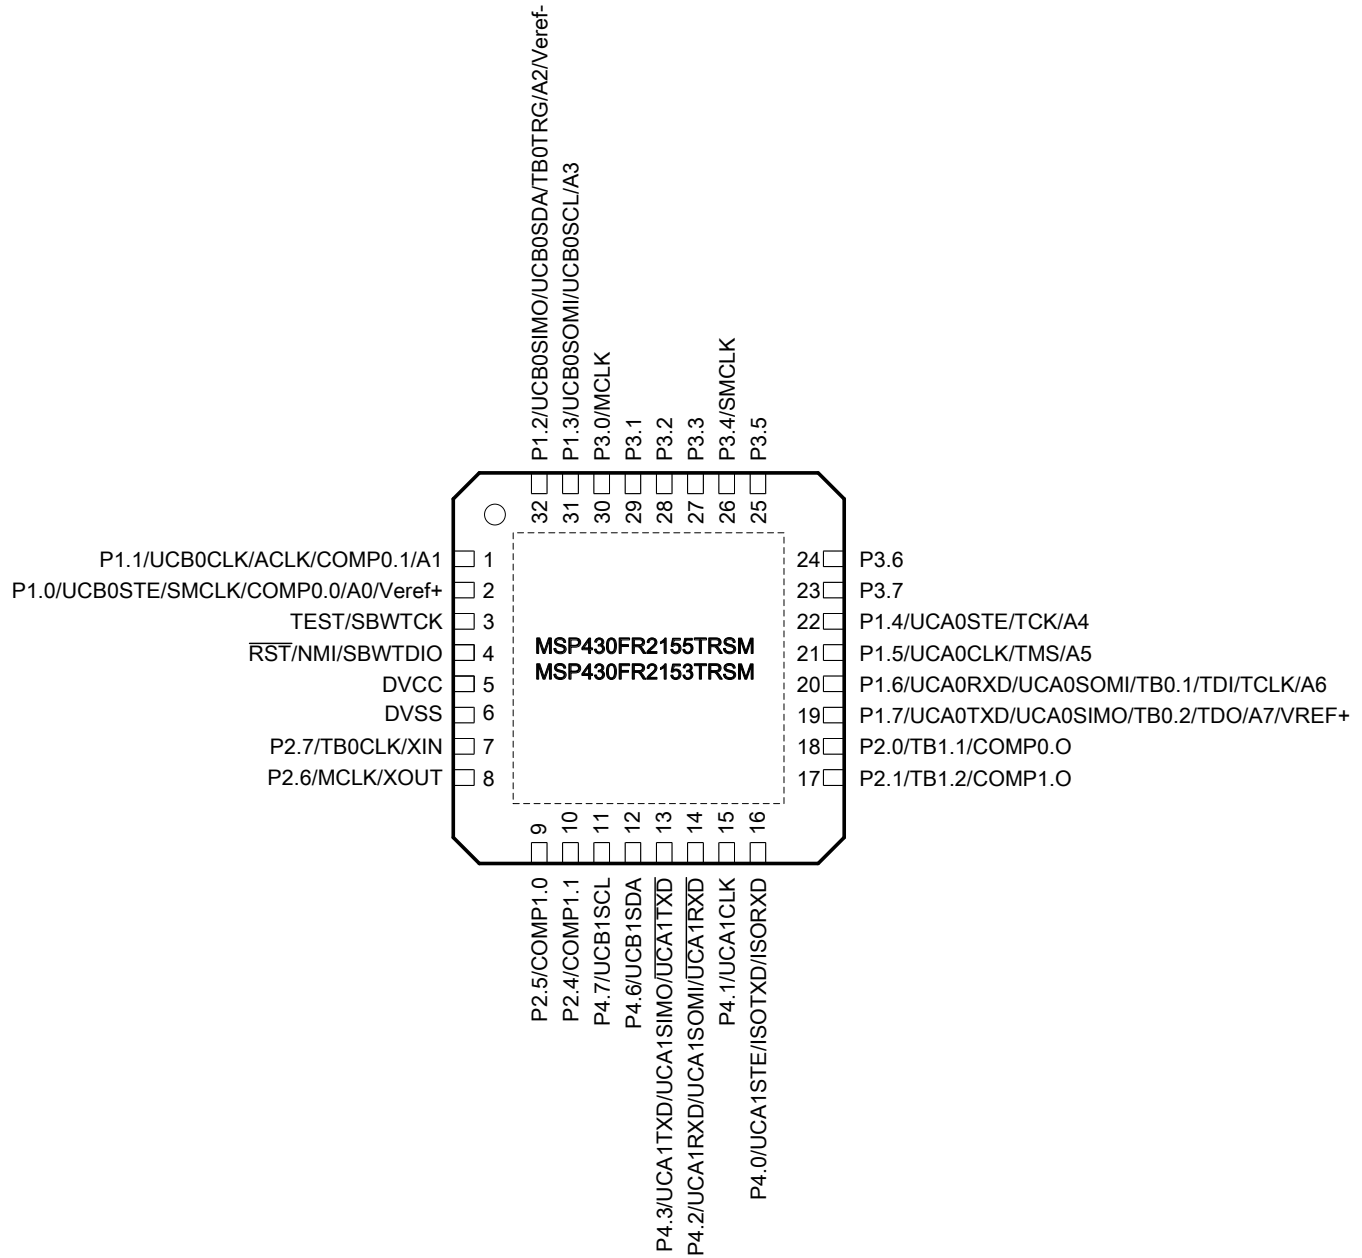 P1.2/UCB0SIMO/UCB0SDA/TB0TRG/A2/Veref-
P1.3/UCB0SOMI/UCB0SCL/A3
P3.0/MCLK
P3.1
P3.2
P3.3
P3.4/SMCLK
P3.5
32
31
30
29
28
27
26
25
P1.1/UCB0CLK/ACLK/COMP0.1/A1 1
P1.0/UCB0STE/SMCLK/COMP0.0/A0/Veref+ 2
TEST/SBWTCK 3
R̅S̅T̅/NMI/SBWTDIO 4
DVCC 5
DVSS 6
P2.7/TB0CLK/XIN 7
P2.6/MCLK/XOUT 8
MSP430FR2155TRSM
MSP430FR2153TRSM
24 P3.6
23 P3.7
22 P1.4/UCA0STE/TCK/A4
21 P1.5/UCA0CLK/TMS/A5
20 P1.6/UCA0RXD/UCA0SOMI/TB0.1/TDI/TCLK/A6
19 P1.7/UCA0TXD/UCA0SIMO/TB0.2/TDO/A7/VREF+
18 P2.0/TB1.1/COMP0.O
17 P2.1/TB1.2/COMP1.O
9
10
11
12
13
14
15
16
P2.5/COMP1.0
P2.4/COMP1.1
P4.7/UCB1SCL
P4.6/UCB1SDA
P4.3/UCA1TXD/UCA1SIMO/U̅C̅A̅1̅T̅X̅D̅
P4.2/UCA1RXD/UCA1SOMI/U̅C̅A̅1̅R̅X̅D̅
P4.1/UCA1CLK
P4.0/UCA1STE/ISOTXD/ISORXD